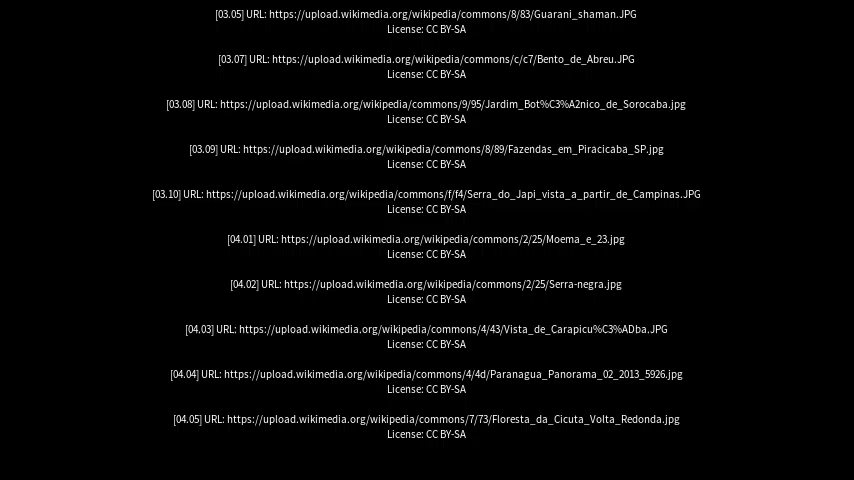 [03.05] URL: https://upload.wikimedia.org/wikipedia/commons/8/83/Guarani_shaman.JPG
License: CC BY-SA
[03.07] URL: https://upload.wikimedia.org/wikipedia/commons/c/c7/Bento_de_Abreu.JPG
License: CC BY-SA
[03.08] URL: https://upload.wikimedia.org/wikipedia/commons/9/95/Jardim_Bot%C3%A2nico_de_Sorocaba.jpg
License: CC BY-SA
[03.09] URL: https://upload.wikimedia.org/wikipedia/commons/8/89/Fazendas_em_Piracicaba_SP.jpg
License: CC BY-SA
[03.10] URL: https://upload.wikimedia.org/wikipedia/commons/f/f4/Serra_do_Japi_vista_a_partir_de_Campinas.JPG
License: CC BY-SA
[04.01] URL: https://upload.wikimedia.org/wikipedia/commons/2/25/Moema_e_23.jpg
License: CC BY-SA
[04.02] URL: https://upload.wikimedia.org/wikipedia/commons/2/25/Serra-negra.jpg
License: CC BY-SA
[04.03] URL: https://upload.wikimedia.org/wikipedia/commons/4/43/Vista_de_Carapicu%C3%ADba.JPG
License: CC BY-SA
[04.04] URL: https://upload.wikimedia.org/wikipedia/commons/4/4d/Paranagua_Panorama_02_2013_5926.jpg
License: CC BY-SA
[04.05] URL: https://upload.wikimedia.org/wikipedia/commons/7/73/Floresta_da_Cicuta_Volta_Redonda.jpg
License: CC BY-SA